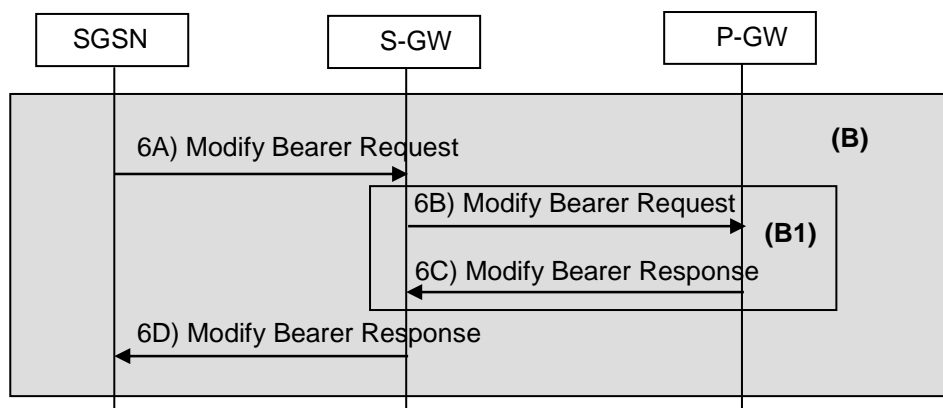 SGSN
S-GW
P-GW
(B)
6A) Modify Bearer Request
6B) Modify Bearer Request
(B1)
6C) Modify Bearer Response
6D) Modify Bearer Response